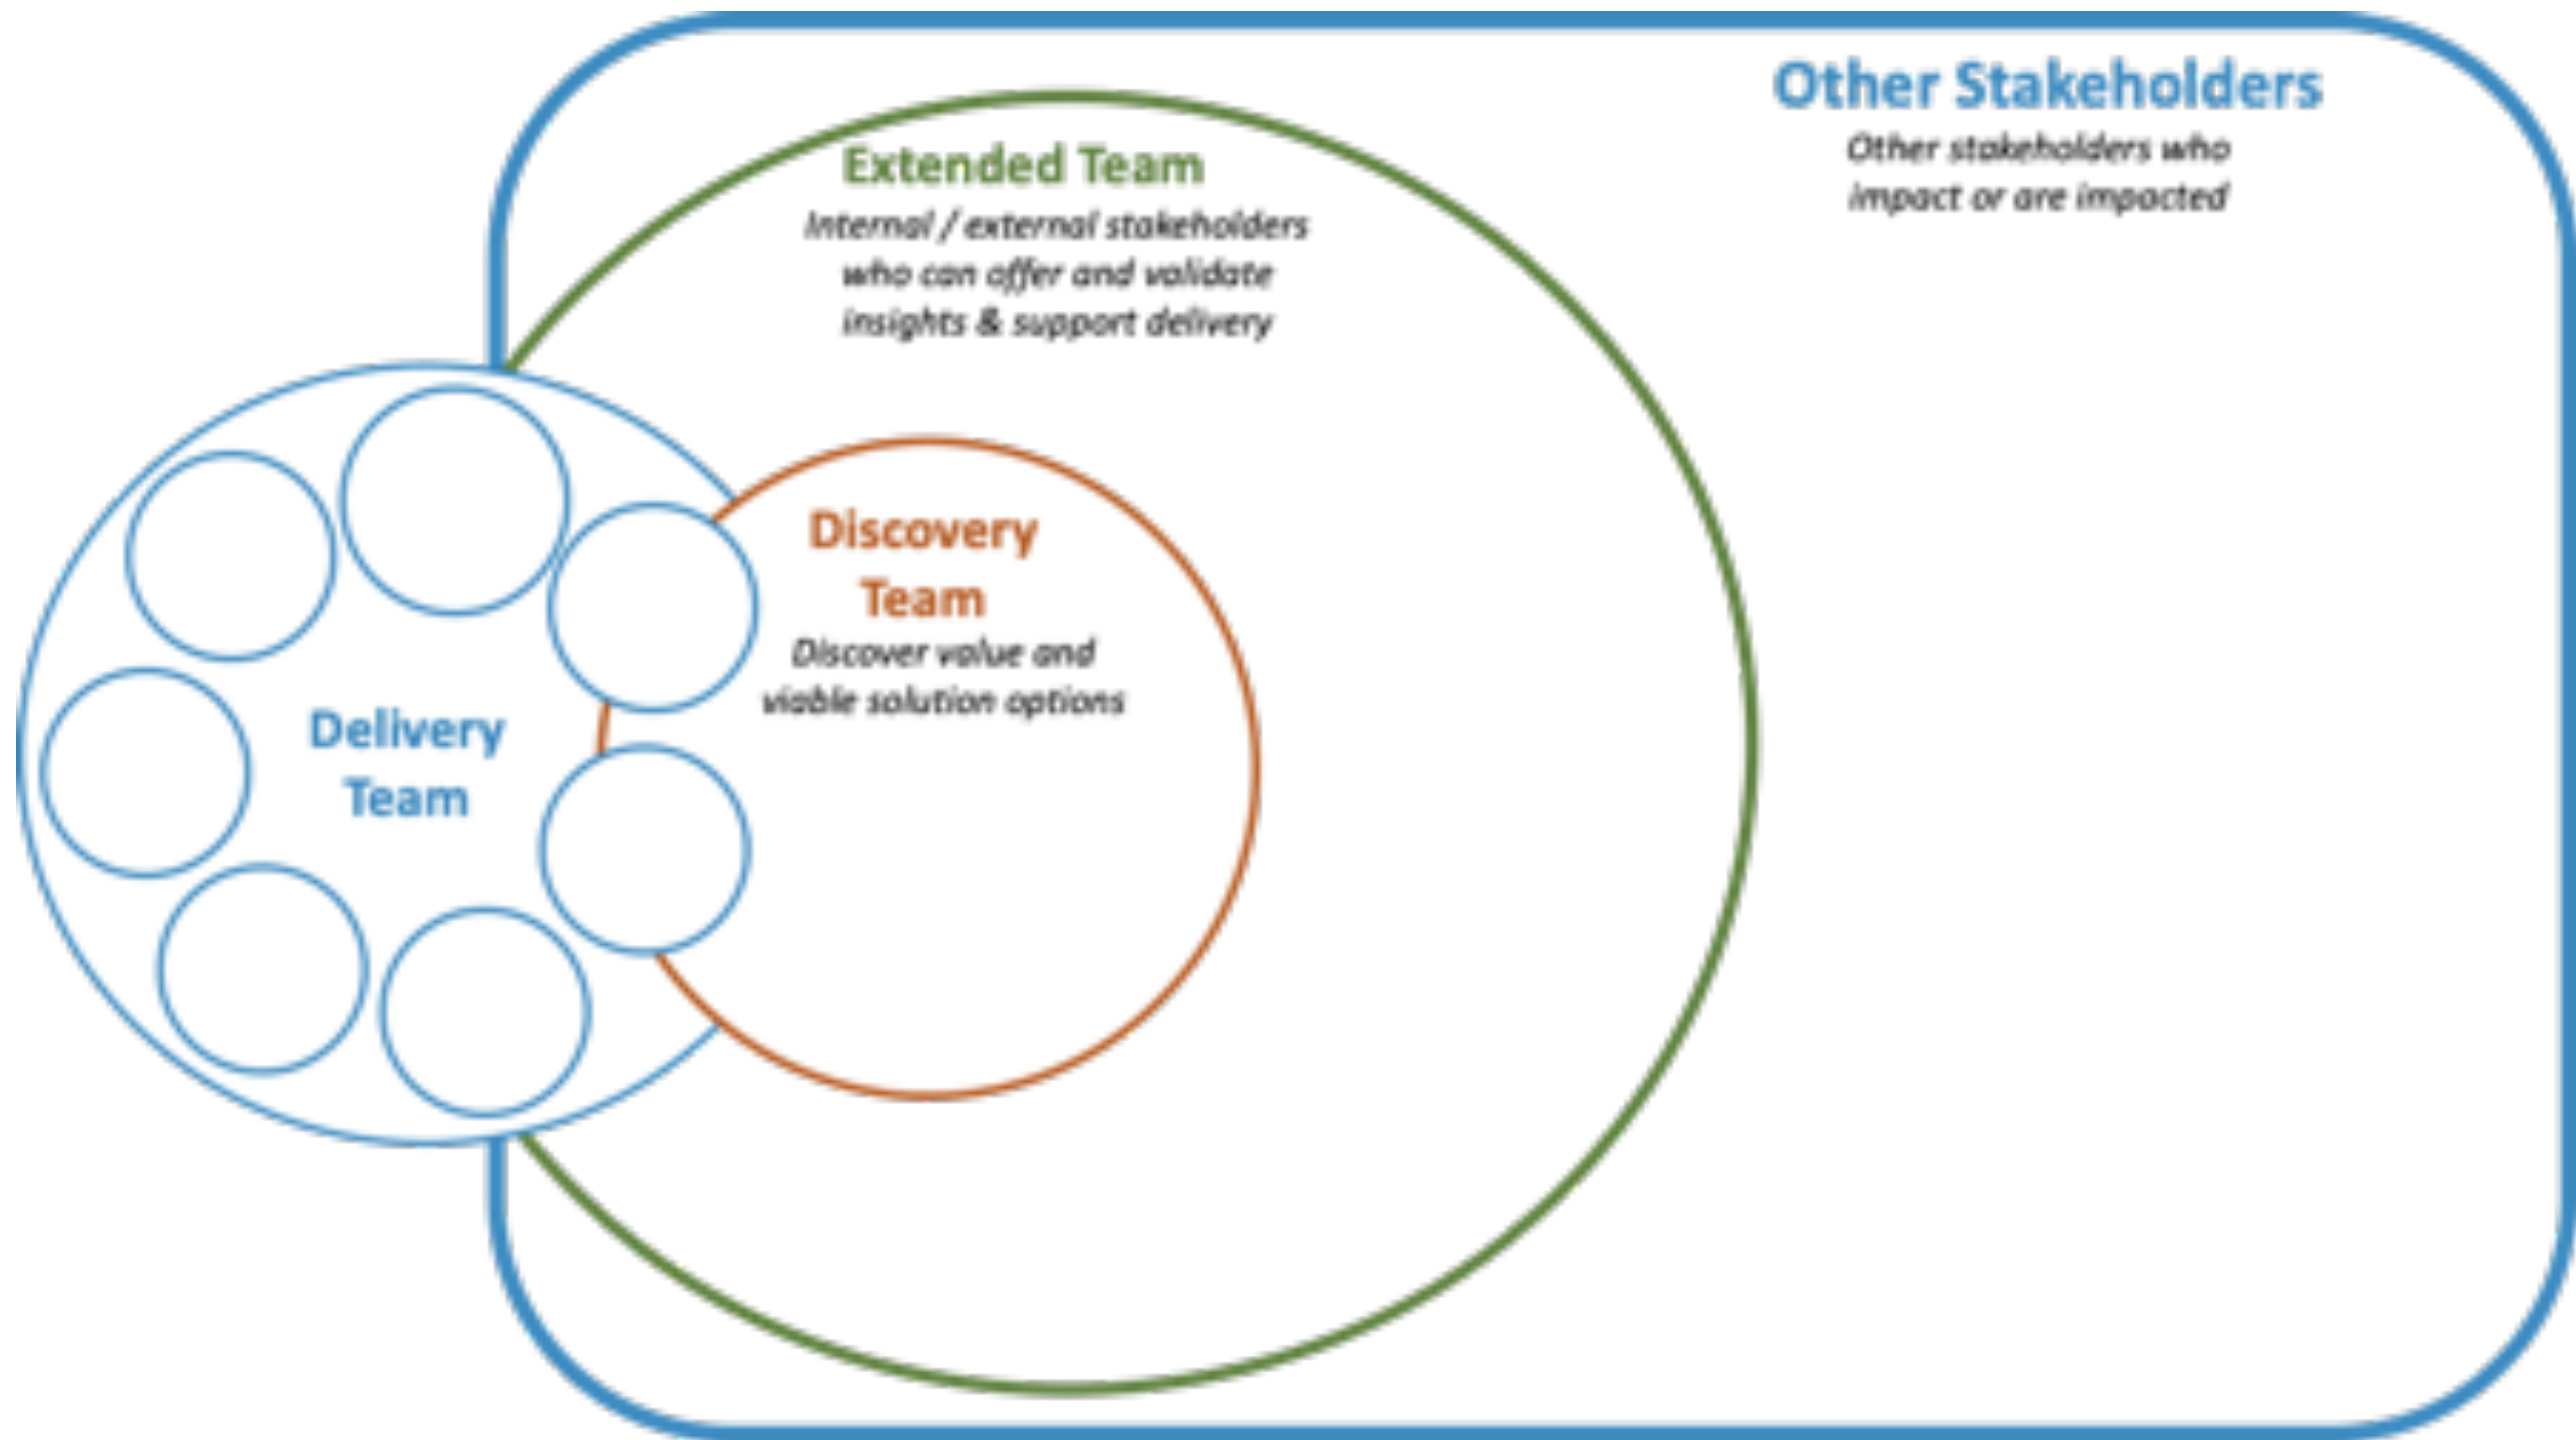 Other Stakeholders
Other stakeholders who
impact or are impacted
Extended Team
Internal / external stakeholders
who can offer and validate
insights & support delivery
Discovery
Team
Discover value and
viable solution options
Delivery
Team